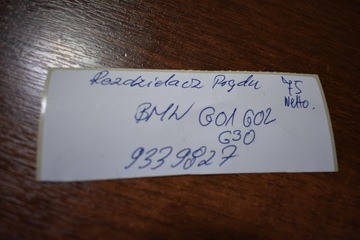 Rozdzielacz Prądu 75
Netto.
BMW G01 G02
G30
9339827